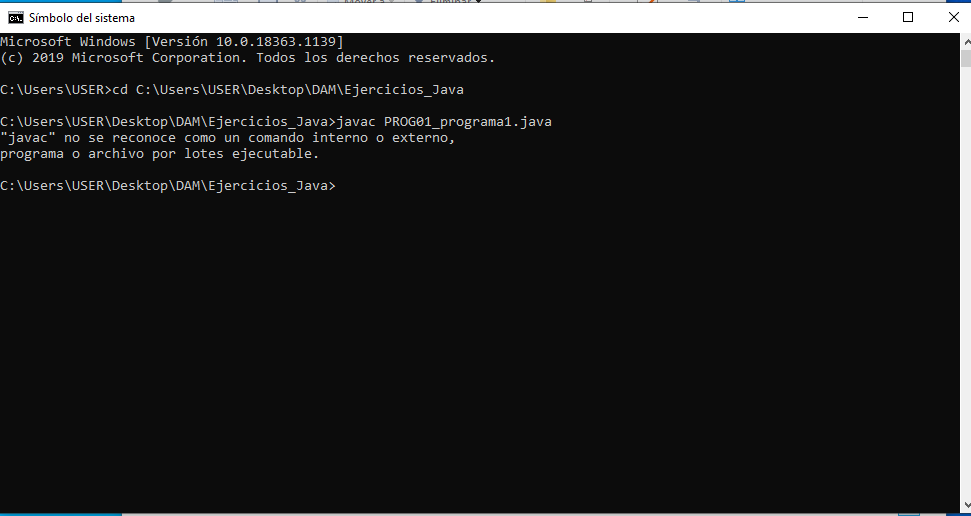 Símbolo del sistema
Microsoft Windows [Versión 10.0.18363.1139]
(c) 2019 Microsoft Corporation. Todos los derechos reservados.
C:\Users\USER>cd C:\Users\USER\Desktop\DAM\Ejercicios_Java
C:\Users\USER\Desktop\DAM\Ejercicios_Java>javac PROG01_programa1.java
"javac" no se reconoce como un comando interno o externo,
programa o archivo por lotes ejecutable.
C:\Users\USER\Desktop\DAM\Ejercicios_Java>